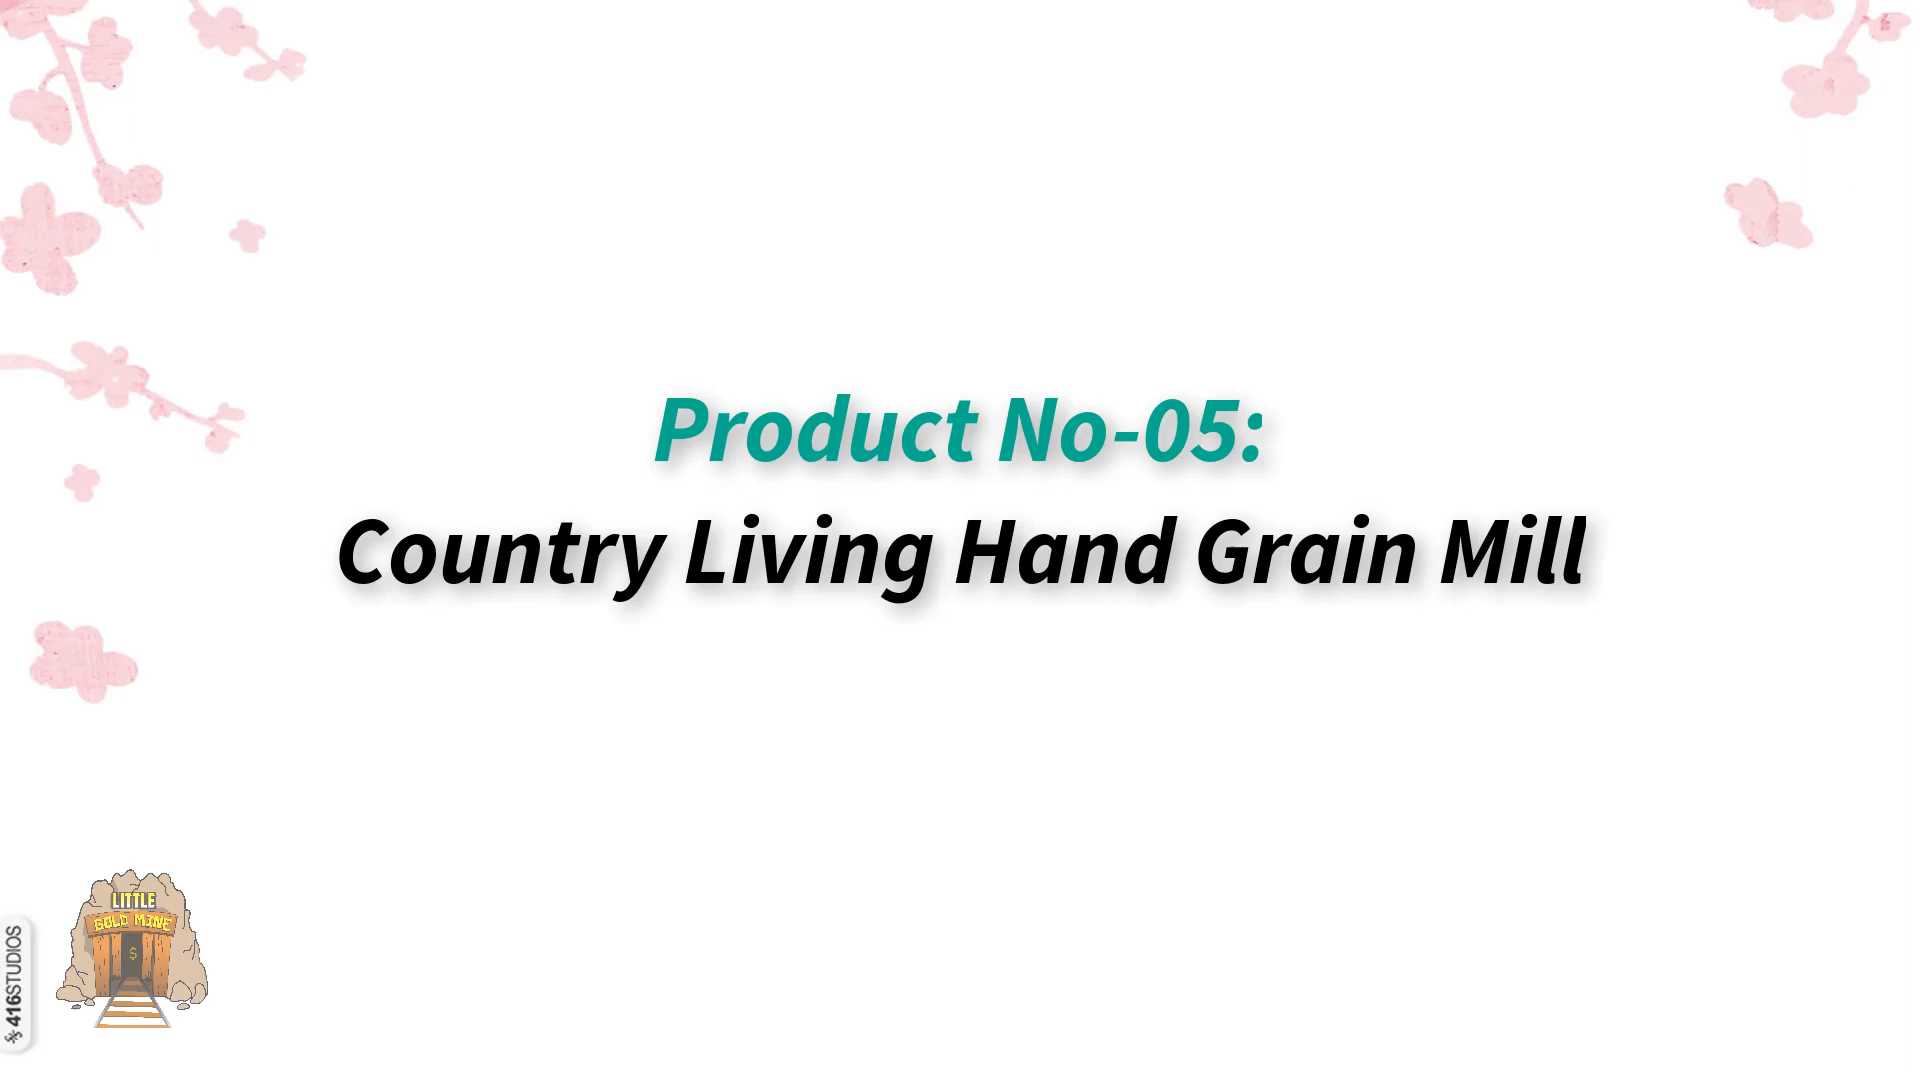 Product No-05:
Country Living Hand Grain Mill
LITTLE
GOLD MINE
$
416STUDIOS